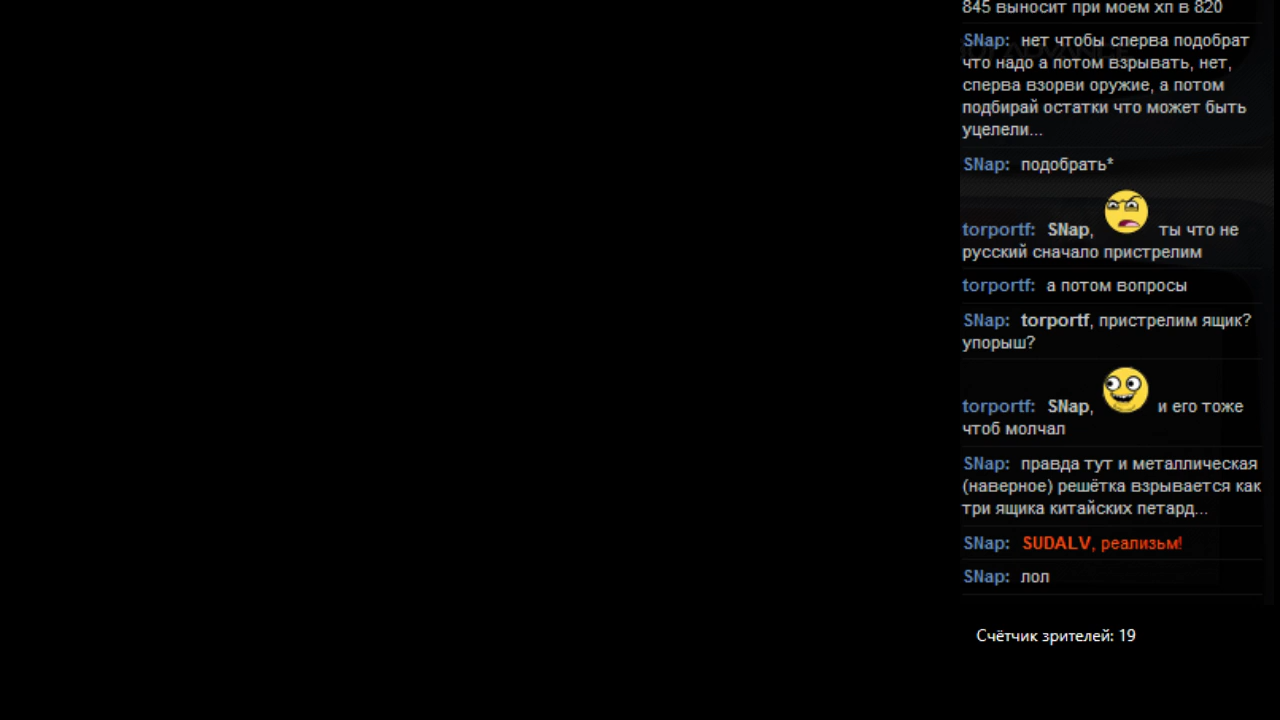 845 выносит при моем хп в 820
SNap: нет чтобы сперва подобрат
что надо а потом взрывать, нет,
сперва взорви оружие, а потом
подбирай остатки что может быть
уцелели...
SNap: подобрать*
torportf: SNap, ты что не
русский сначало пристрелим
torportf: а потом вопросы
SNap: torportf, пристрелим ящик?
упорыш?
torportf: SNap, и его тоже
чтоб молчал
SNap: правда тут и металлическая
(наверное) решётка взрывается как
три ящика китайских петард...
SNap: SUDALV, реализьм!
SNap: лол
Счётчик зрителей: 19